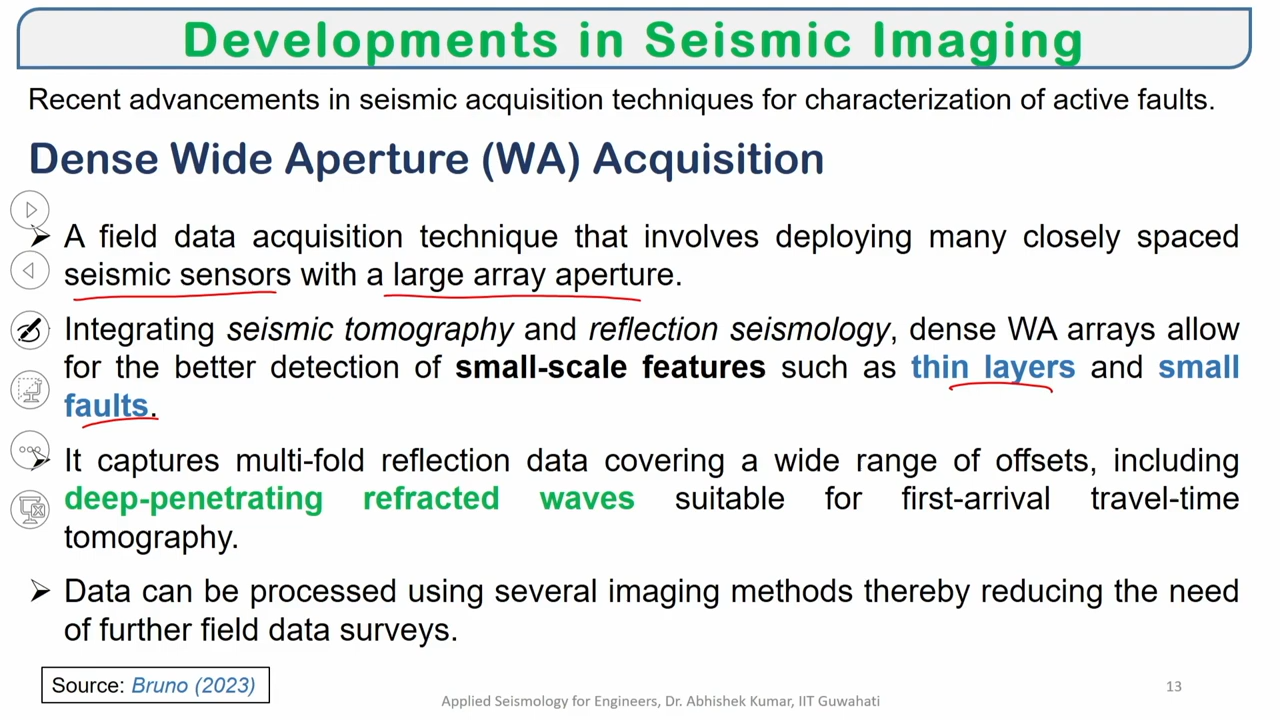 Developments in Seismic Imaging
Recent advancements in seismic acquisition techniques for characterization of active faults.
Dense Wide Aperture (WA) Acquisition
A field data acquisition technique that involves deploying many closely spaced
seismic sensors with a large array aperture.
Integrating seismic tomography and reflection seismology, dense WA arrays allow
for the better detection of small-scale features such as thin layers and small
faults.
It captures multi-fold reflection data covering a wide range of offsets, including
deep-penetrating refracted waves suitable for first-arrival travel-time
tomography.
Data can be processed using several imaging methods thereby reducing the need
of further field data surveys.
Source: Bruno (2023)
Applied Seismology for Engineers, Dr. Abhishek Kumar, IIT Guwahati
13